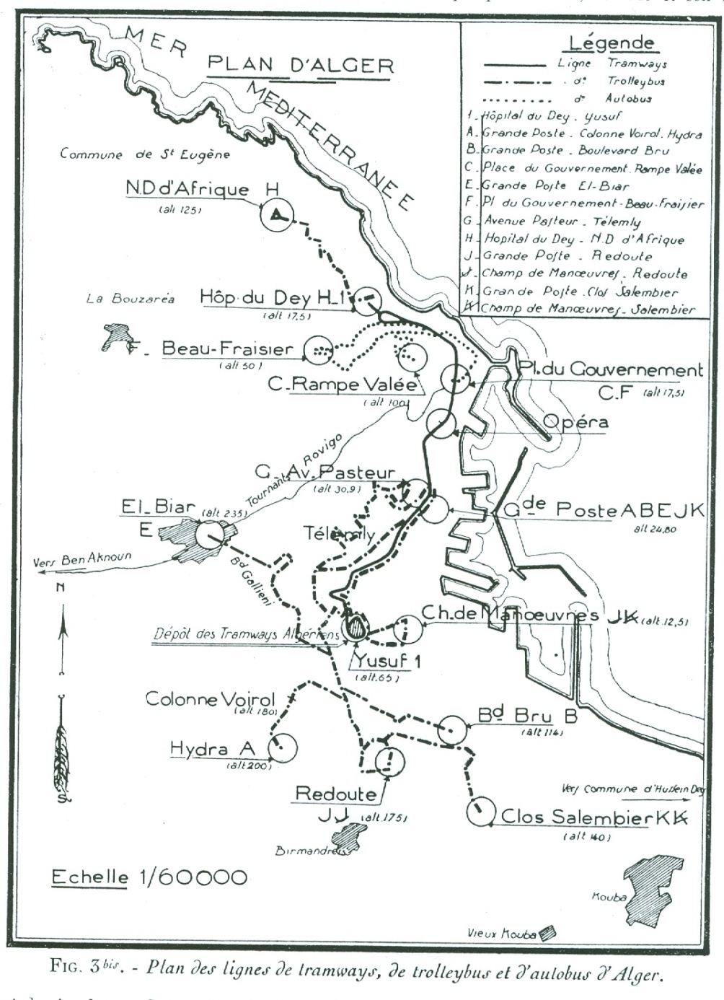 MER
MEDITERRANEE
PLAN D'ALGER
Légende
Ligne Tramways
d° Trolleybus
d° Autobus
1 _ Hôpital du Dey . Yusuf
A _ Grande Poste . Colonne Voirol . Hydra
B _ Grande Poste . Boulevard Bru
C . Place du Gouvernement . Rampe Valée
E _ Grande Poste El-Biar
F . Pl du Gouvernement - Beau-Fraisier
G _ Avenue Pasteur _ Télemly
H _ Hopital du Dey _ N.D d'Afrique
J _ Grande Poste . Redoute
J _ Champ de Manœuvres . Redoute
K _ Grande Poste . Clos Salembier
K Champ de Manœuvres _ Salembier
Commune de St Eugène
N.D d'Afrique H
(alt 125)
La Bouzaréa
Hôp. du Dey H_1
(alt 17,5)
F _ Beau-Fraisier
(alt 50)
C_Rampe Valée
(alt 100)
Pl. du Gouvernement
C.F (alt 17,5)
Opéra
Tournants Rovigo
G_Av. Pasteur
(alt 30,9)
El_Biar (alt 235)
E
Gde Poste A B E J K
alt 24,80
Télemly
Vers Ben Aknoun
Bd Gallieni
N
Ch. de Manœuvres JK (alt. 12,5)
Dépôt des Tramways Algériens
Yusuf 1
(alt. 65)
Colonne Voirol
(alt 180)
Bd Bru B
(alt 114)
Hydra A
(alt 200)
S
Redoute
JJ (alt. 175)
Vers Commune d'Hussein Dey
Clos Salembier KK
(alt 140)
Birmandreis
Echelle 1/60000
Kouba
Vieux Kouba
FIG. 3bis. - Plan des lignes de tramways, de trolleybus et d'autobus d'Alger.